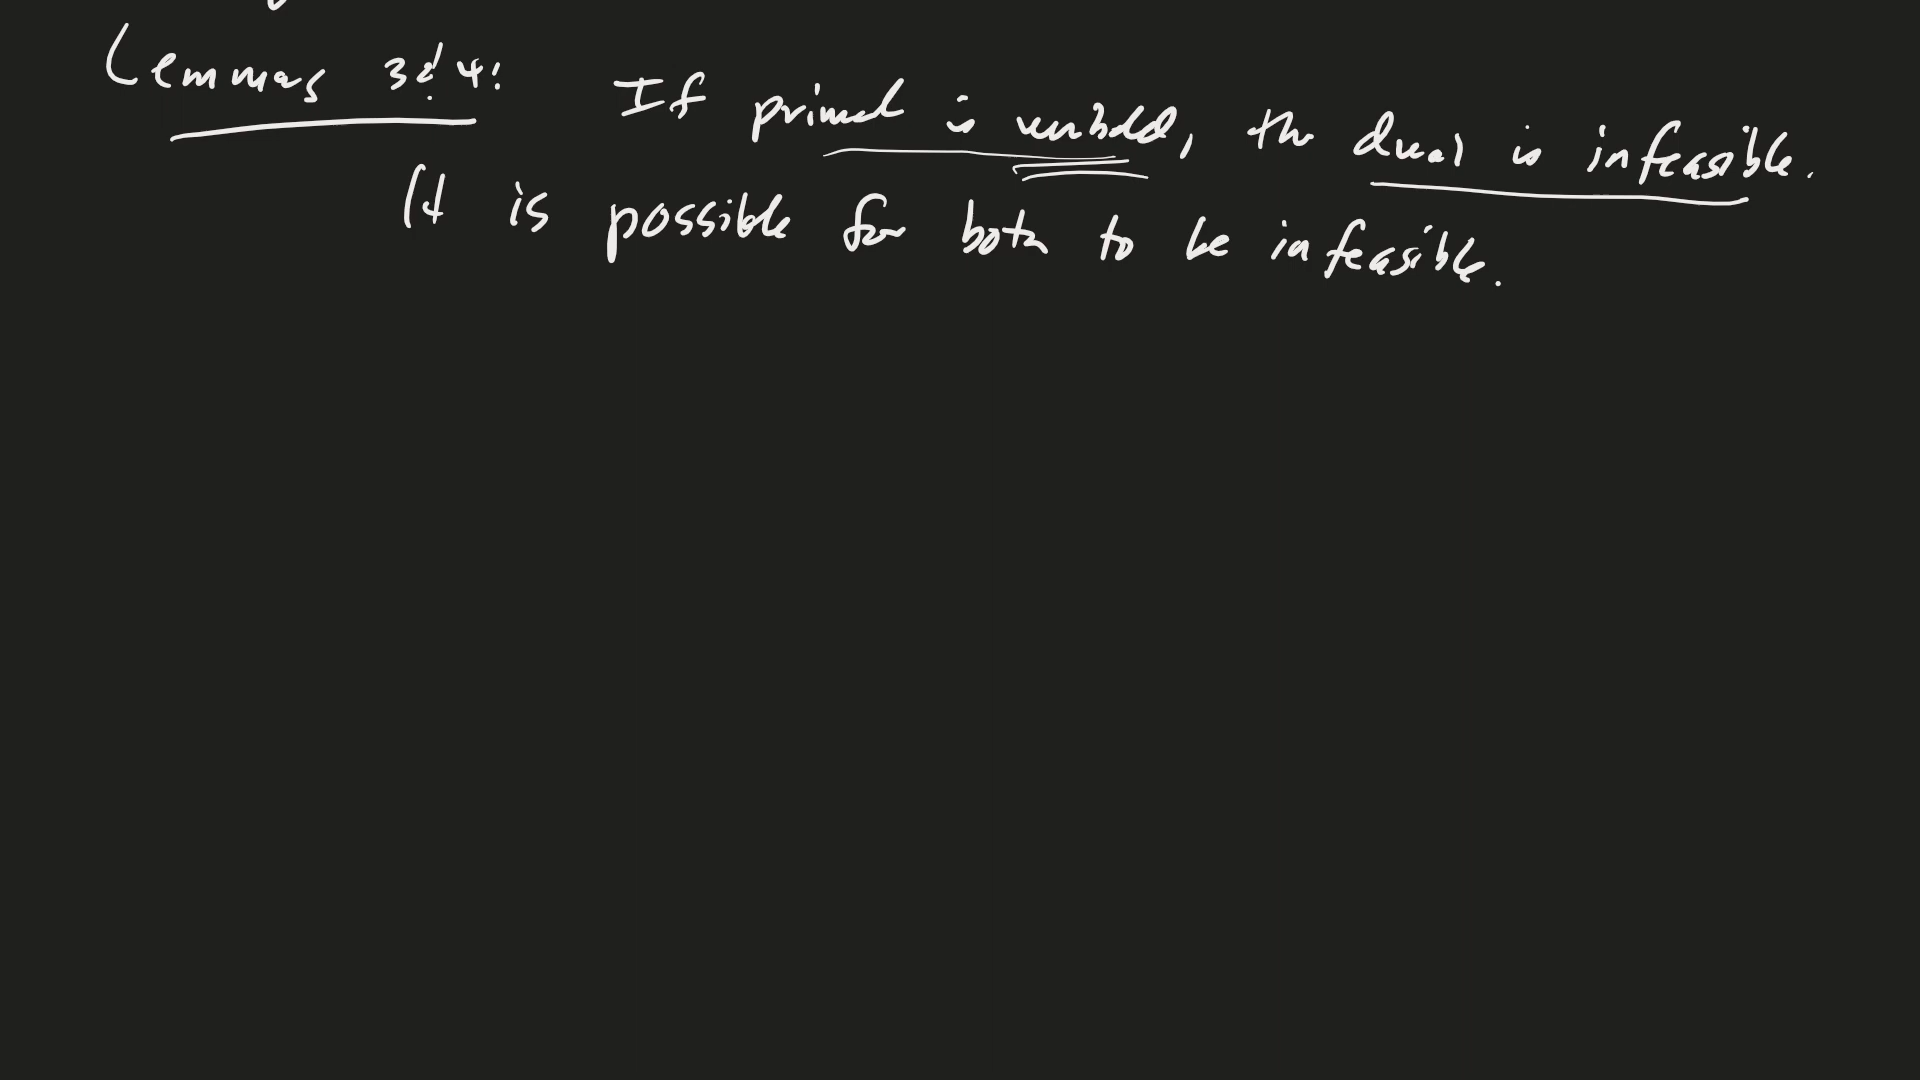 Lemmas 3 & 4: If primal is unbdd, the dual is infeasible.
It is possible for both to be infeasible.